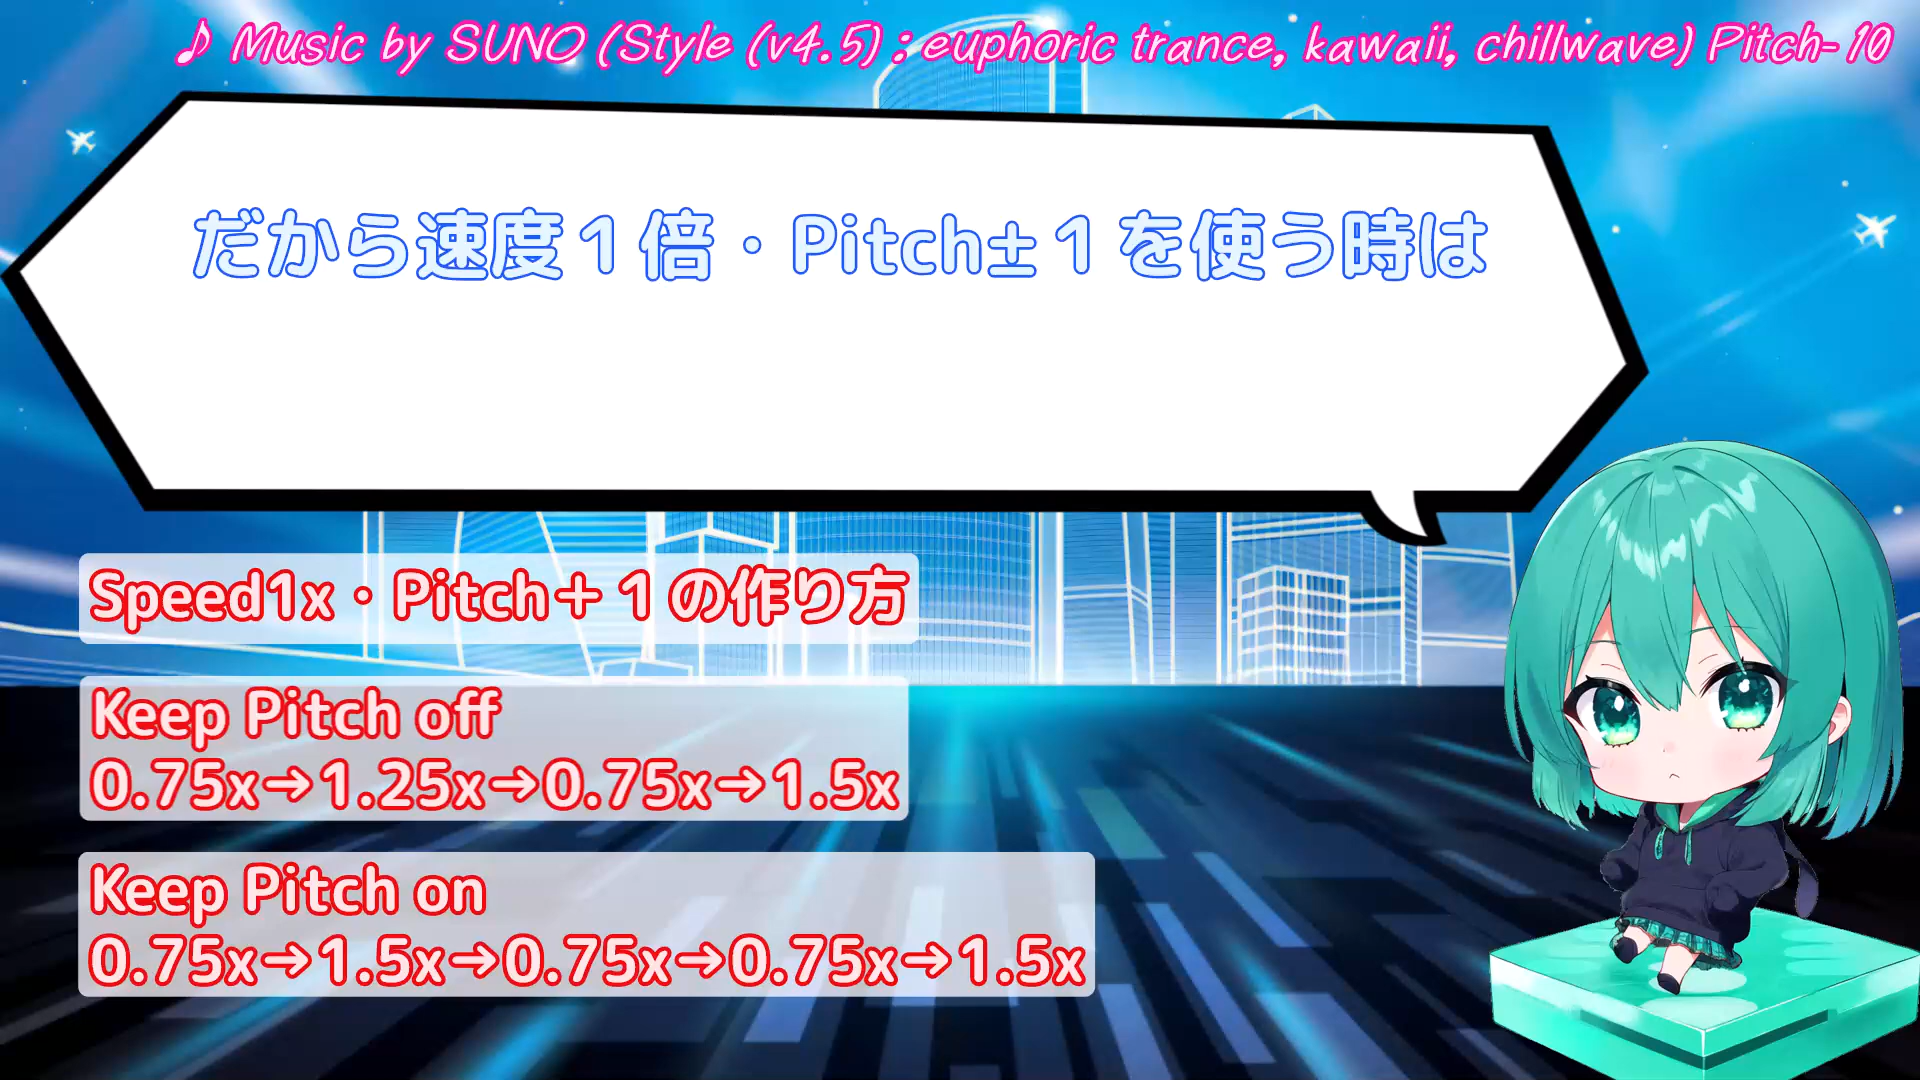 ♪ Music by SUNO (Style (v4.5) : euphoric trance, kawaii, chillwave) Pitch-10
だから速度１倍・Pitch±１を使う時は
Speed1x・Pitch＋１の作り方
Keep Pitch off
0.75x→1.25x→0.75x→1.5x
Keep Pitch on
0.75x→1.5x→0.75x→0.75x→1.5x